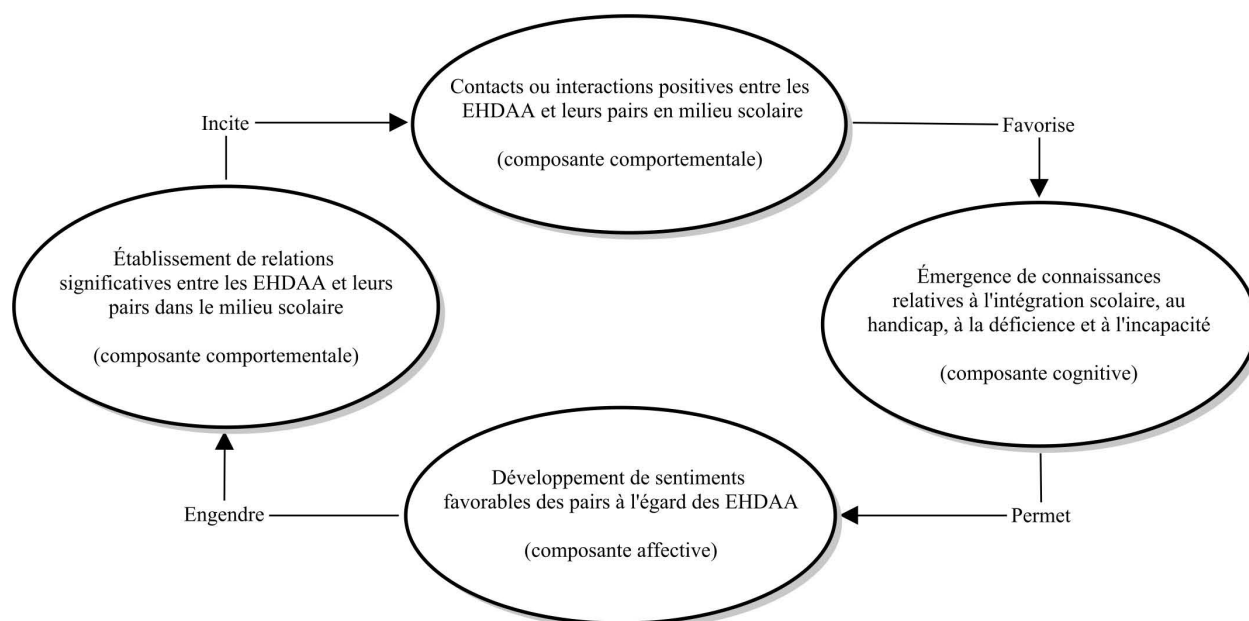 Contacts ou interactions positives entre les
EHDAA et leurs pairs en milieu scolaire
(composante comportementale)
Incite
Favorise
Établissement de relations
significatives entre les EHDAA et leurs
pairs dans le milieu scolaire
(composante comportementale)
Émergence de connaissances
relatives à l'intégration scolaire, au
handicap, à la déficience et à l'incapacité
(composante cognitive)
Développement de sentiments
favorables des pairs à l'égard des EHDAA
(composante affective)
Engendre
Permet